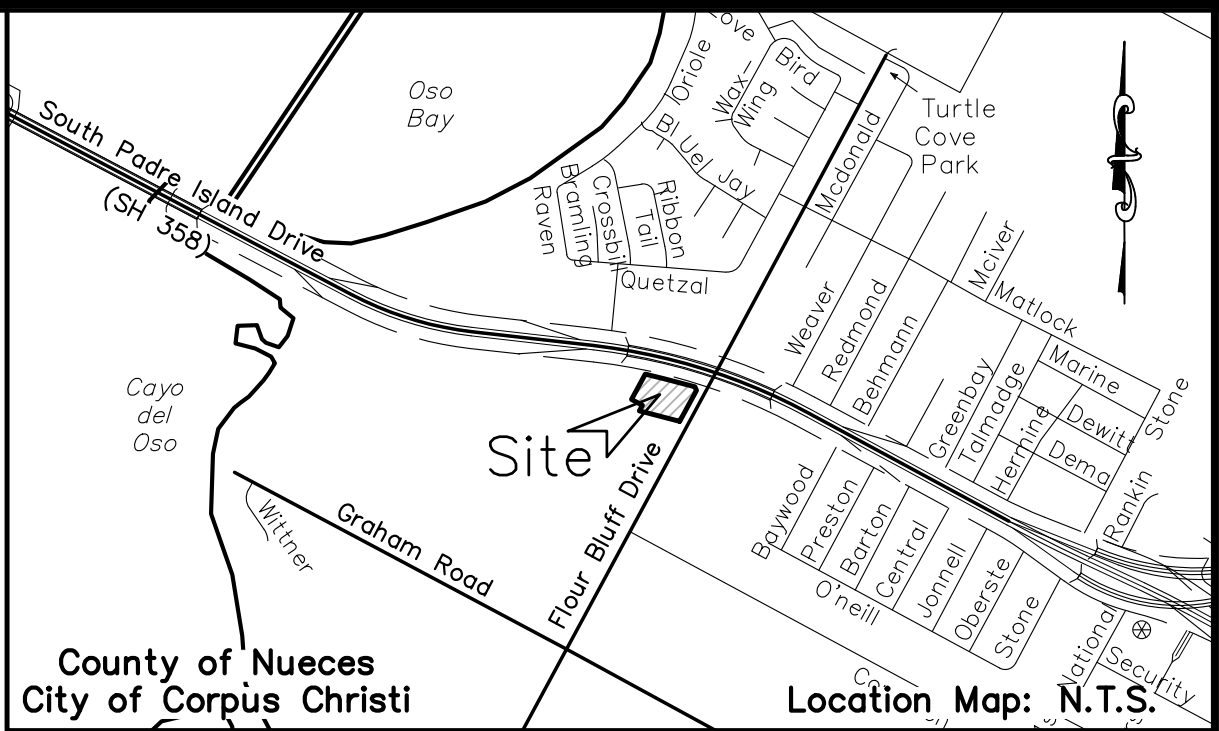 South Padre Island Drive
(SH 358)
Oso
Bay
Oriole
Wax-
Wing
Bird
Blue Jay
Mcdonald
Turtle
Cove
Park
Raven
Bramling
Crossbill
Tail
Ribbon
Quetzal
Weaver
Redmond
Behmann
Mciver
Matlock
Greenbay
Talmadge
Hermine
Marine
Dewitt
Dema
Stone
Rankin
Cayo
del
Oso
Site
Wittner
Graham Road
Flour Bluff Drive
Baywood
Preston
Barton
Central
Jonnell
Oberste
Stone
O'neill
National
Security
County of Nueces
City of Corpus Christi
Location Map: N.T.S.